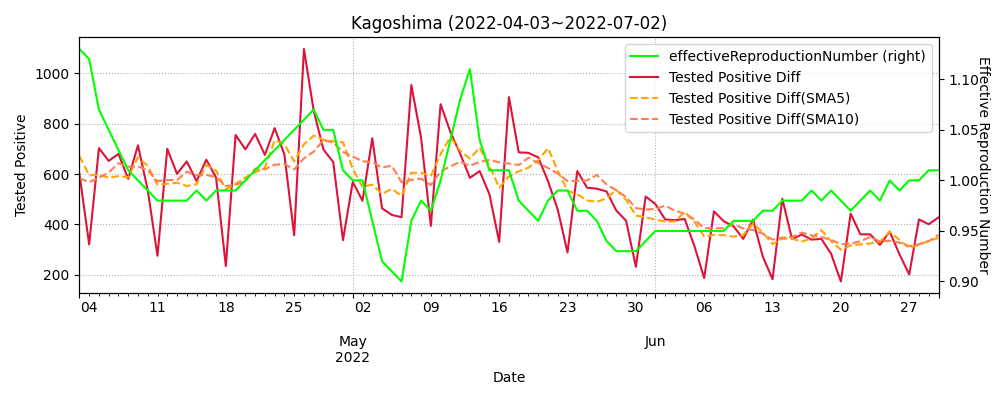 Kagoshima (2022-04-03~2022-07-02)
effectiveReproductionNumber (right)
Tested Positive Diff
Tested Positive Diff(SMA5)
Tested Positive Diff(SMA10)
Tested Positive
1000
800
600
400
200
Effective Reproduction Number
1.10
1.05
1.00
0.95
0.90
04 11 18 25 02 09 16 23 30 06 13 20 27
May Jun
2022
Date